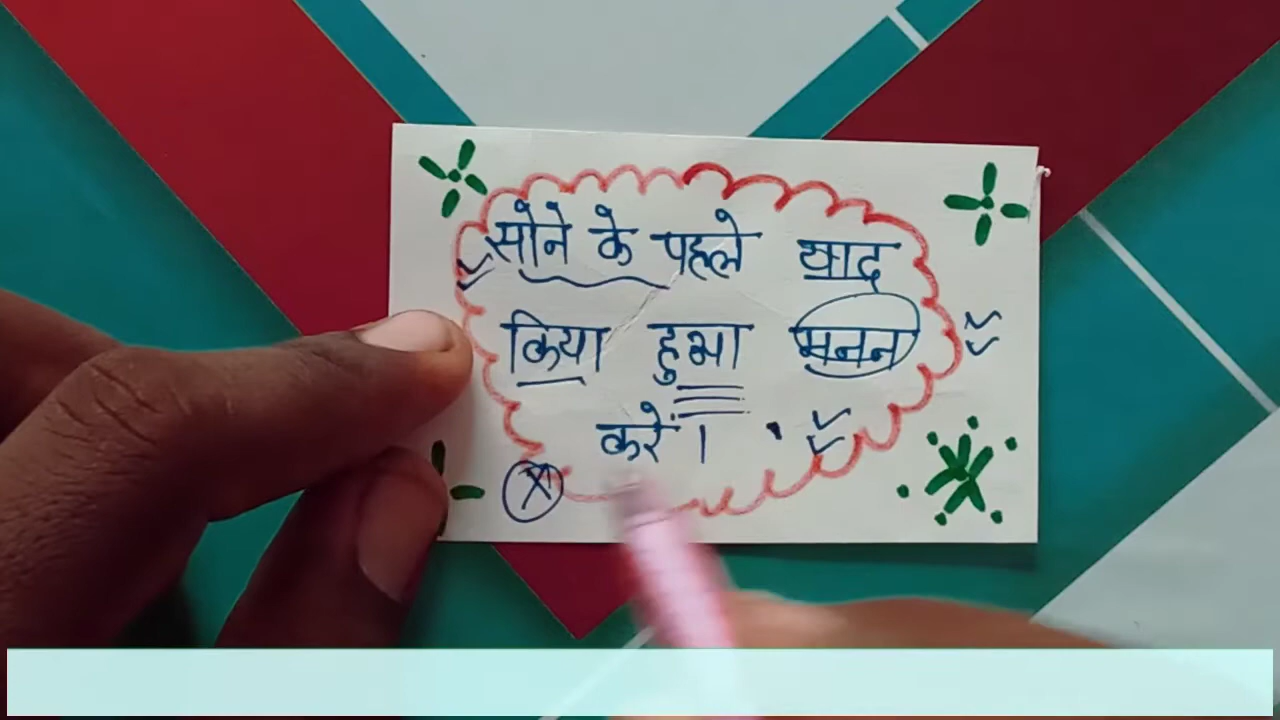 सोने के पहले याद
किया हुआ मनन
करें।